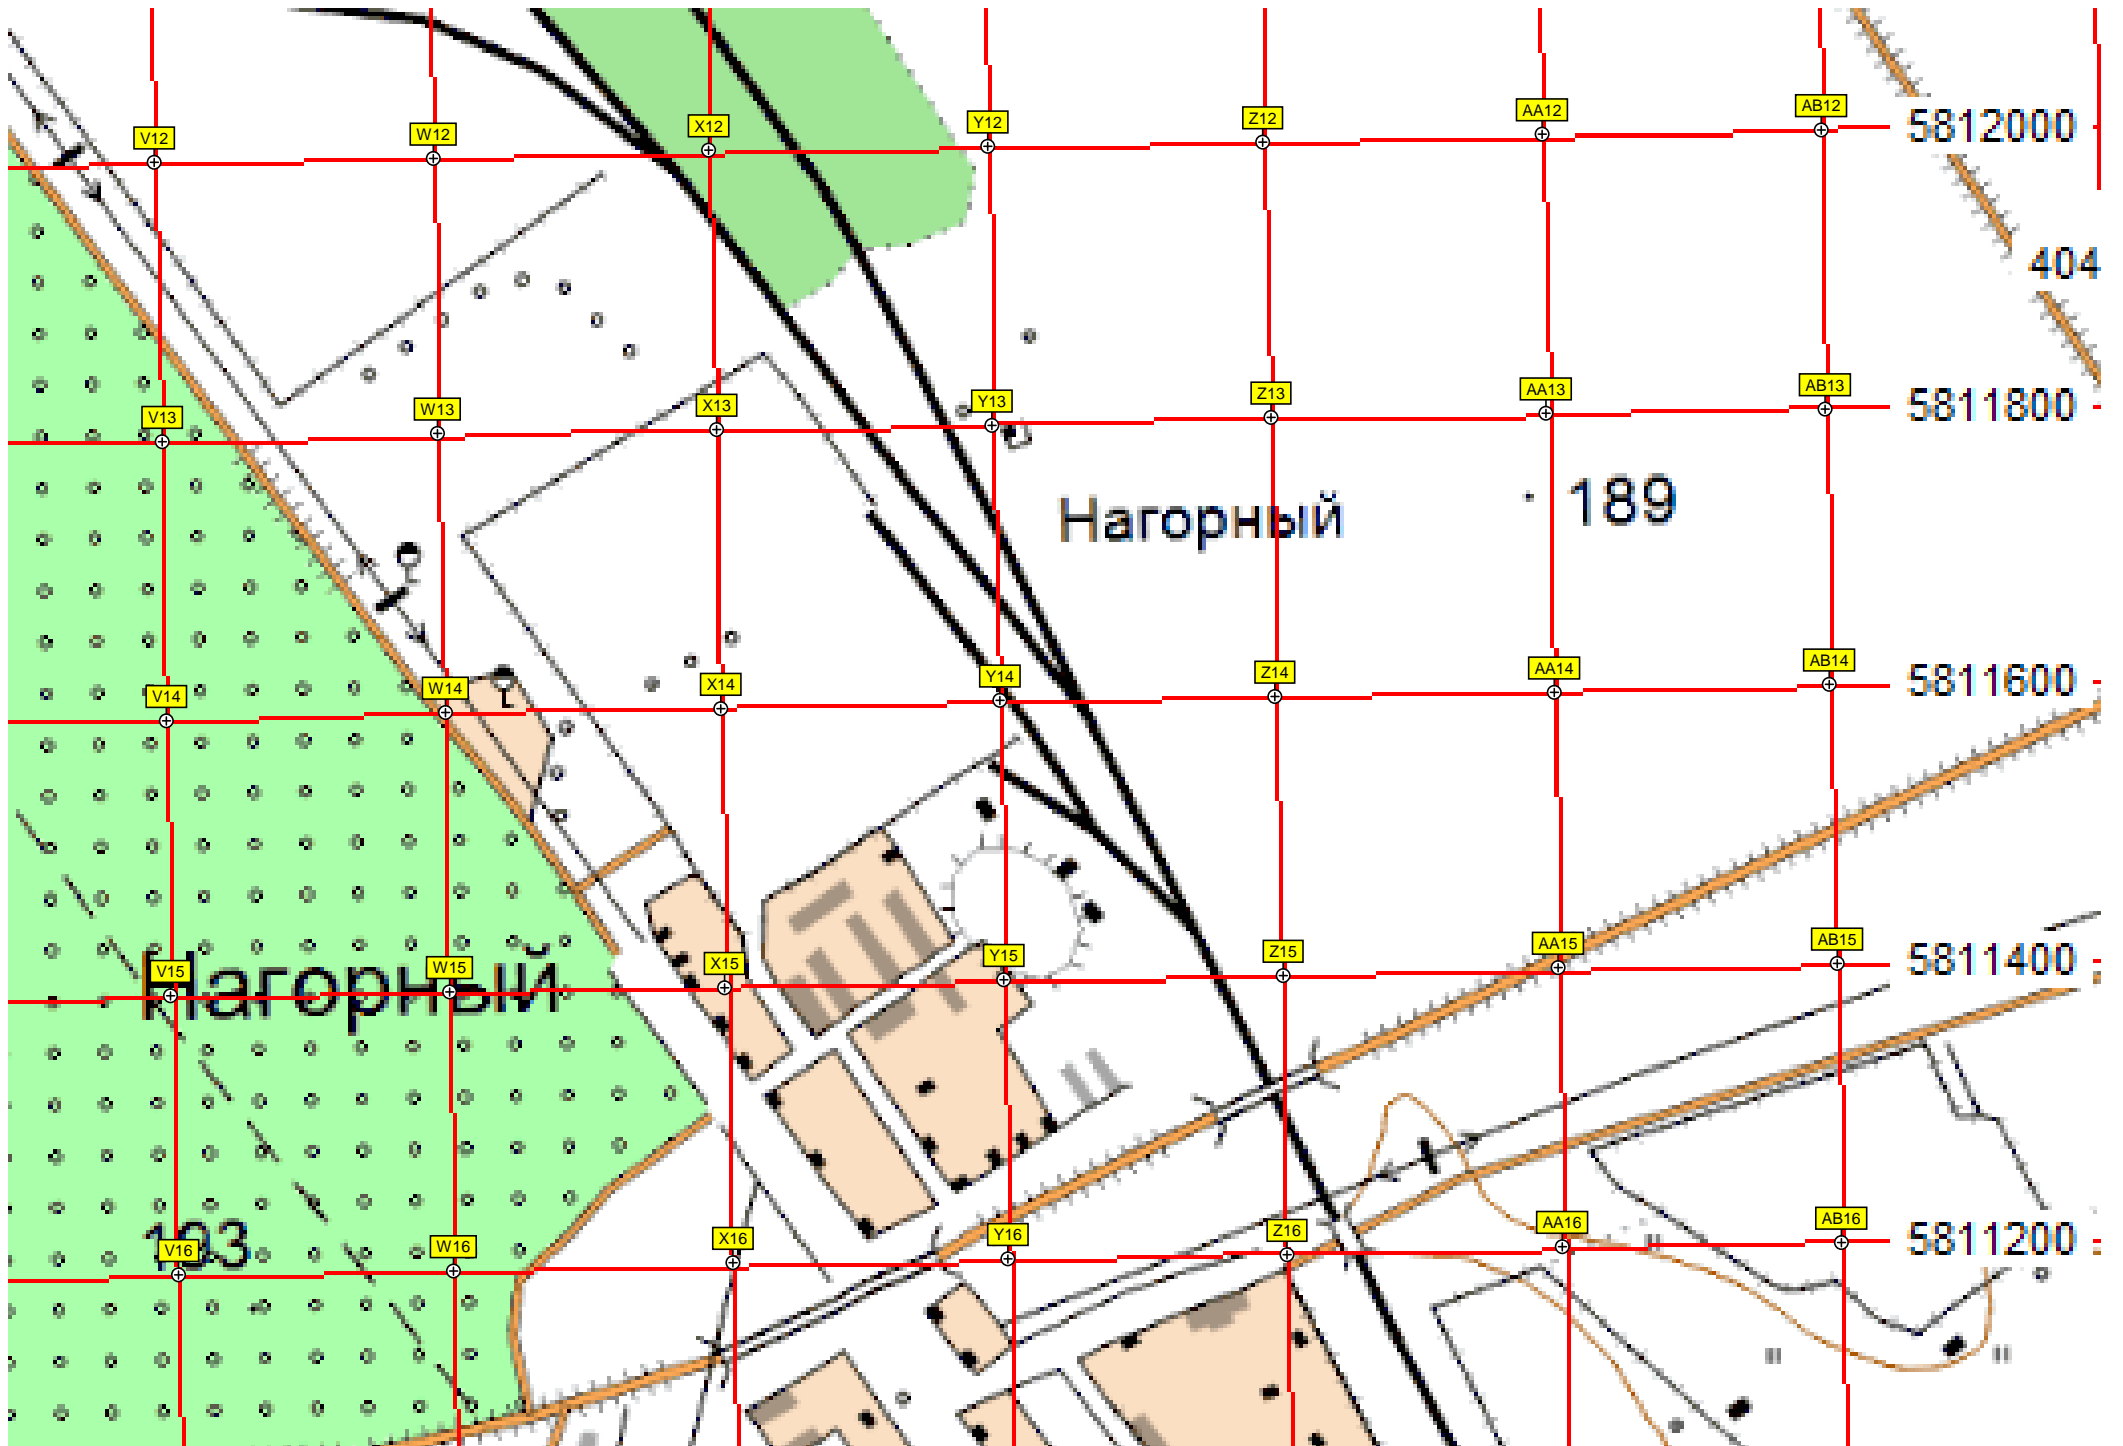 V12 W12 X12 Y12 Z12 AA12 AB12 5812000
404
V13 W13 X13 Y13 Z13 AA13 AB13 5811800
Нагорный 189
V14 W14 X14 Y14 Z14 AA14 AB14 5811600
V15 W15 X15 Y15 Z15 AA15 AB15 5811400
Нагорный
V16 W16 X16 Y16 Z16 AA16 AB16 5811200
193